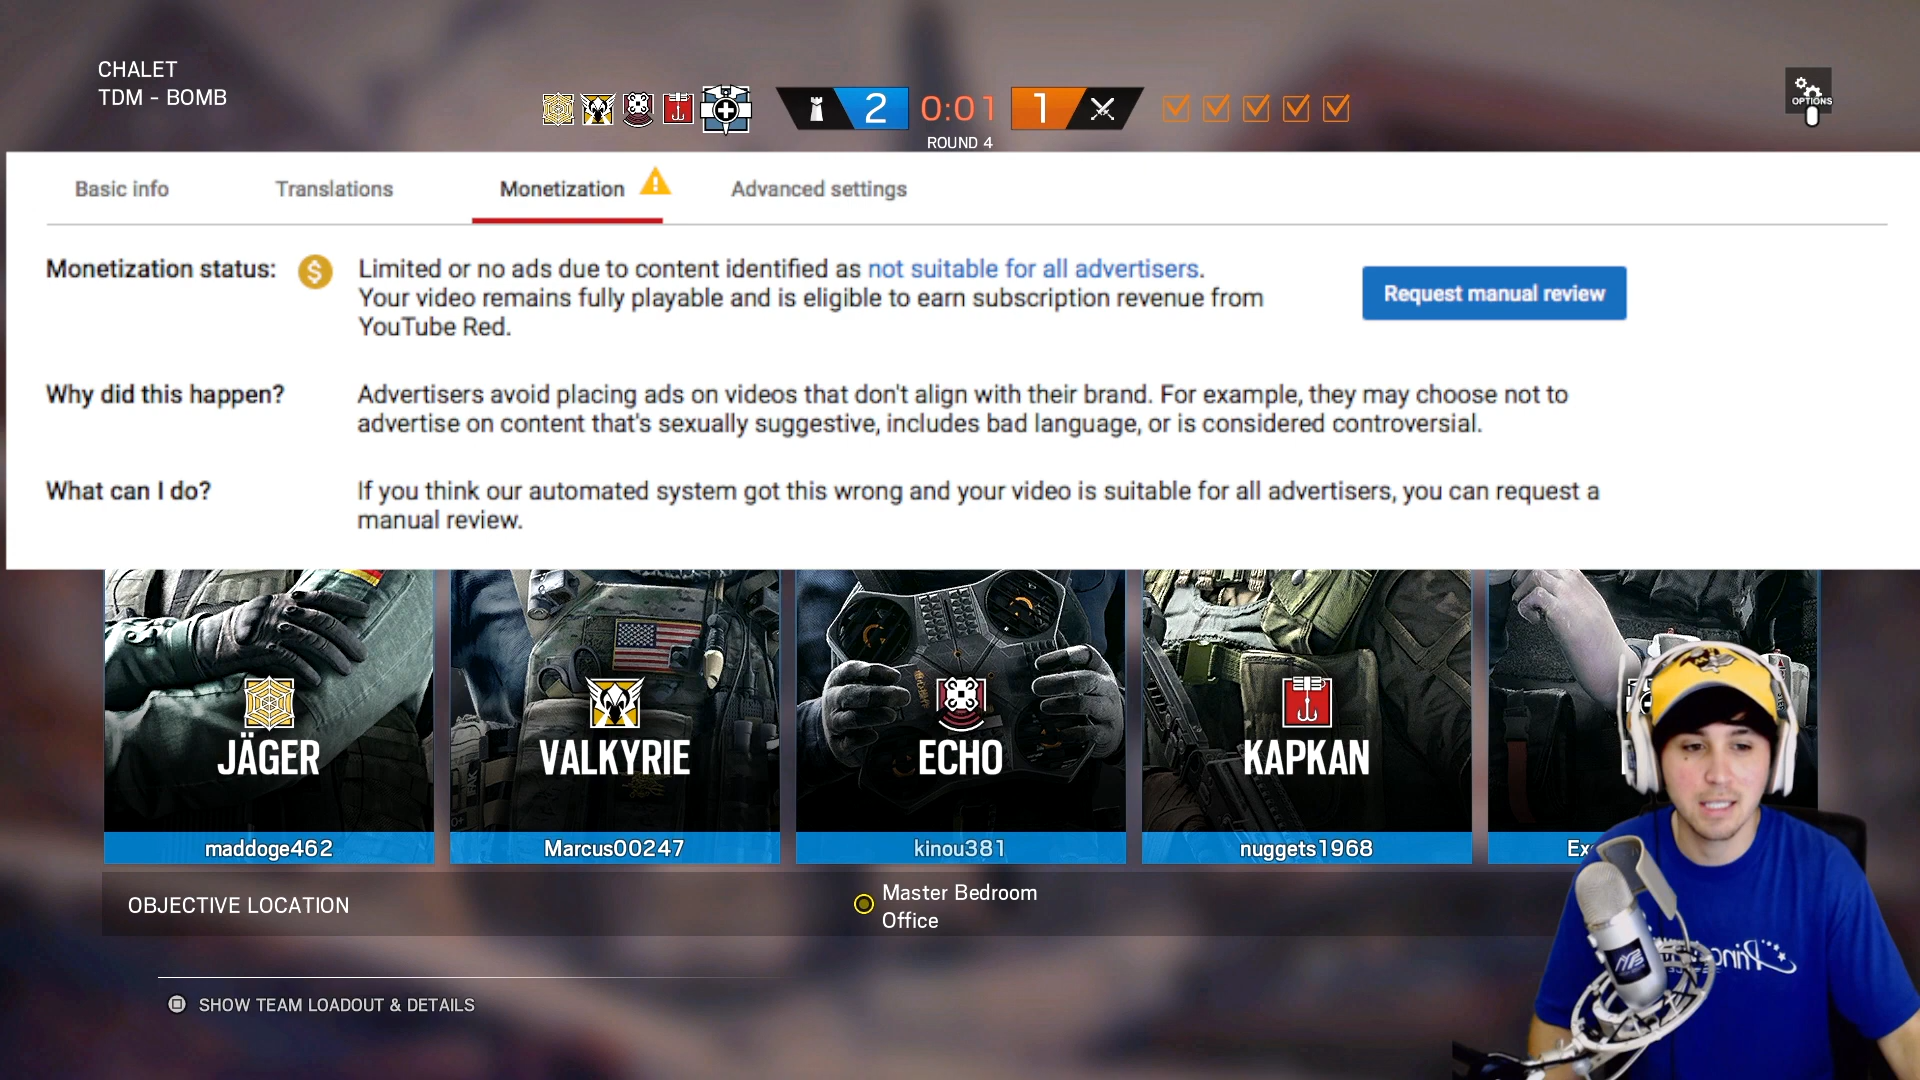 CHALET
TDM - BOMB
2 0:01 1
ROUND 4
OPTIONS
Basic info Translations Monetization Advanced settings
Monetization status: $ Limited or no ads due to content identified as not suitable for all advertisers.
Your video remains fully playable and is eligible to earn subscription revenue from
YouTube Red.
Request manual review
Why did this happen? Advertisers avoid placing ads on videos that don't align with their brand. For example, they may choose not to
advertise on content that's sexually suggestive, includes bad language, or is considered controversial.
What can I do? If you think our automated system got this wrong and your video is suitable for all advertisers, you can request a
manual review.
JÄGER VALKYRIE ECHO KAPKAN
maddoge462 Marcus00247 kinou381 nuggets1968 Ex
OBJECTIVE LOCATION
Master Bedroom
Office
SHOW TEAM LOADOUT & DETAILS